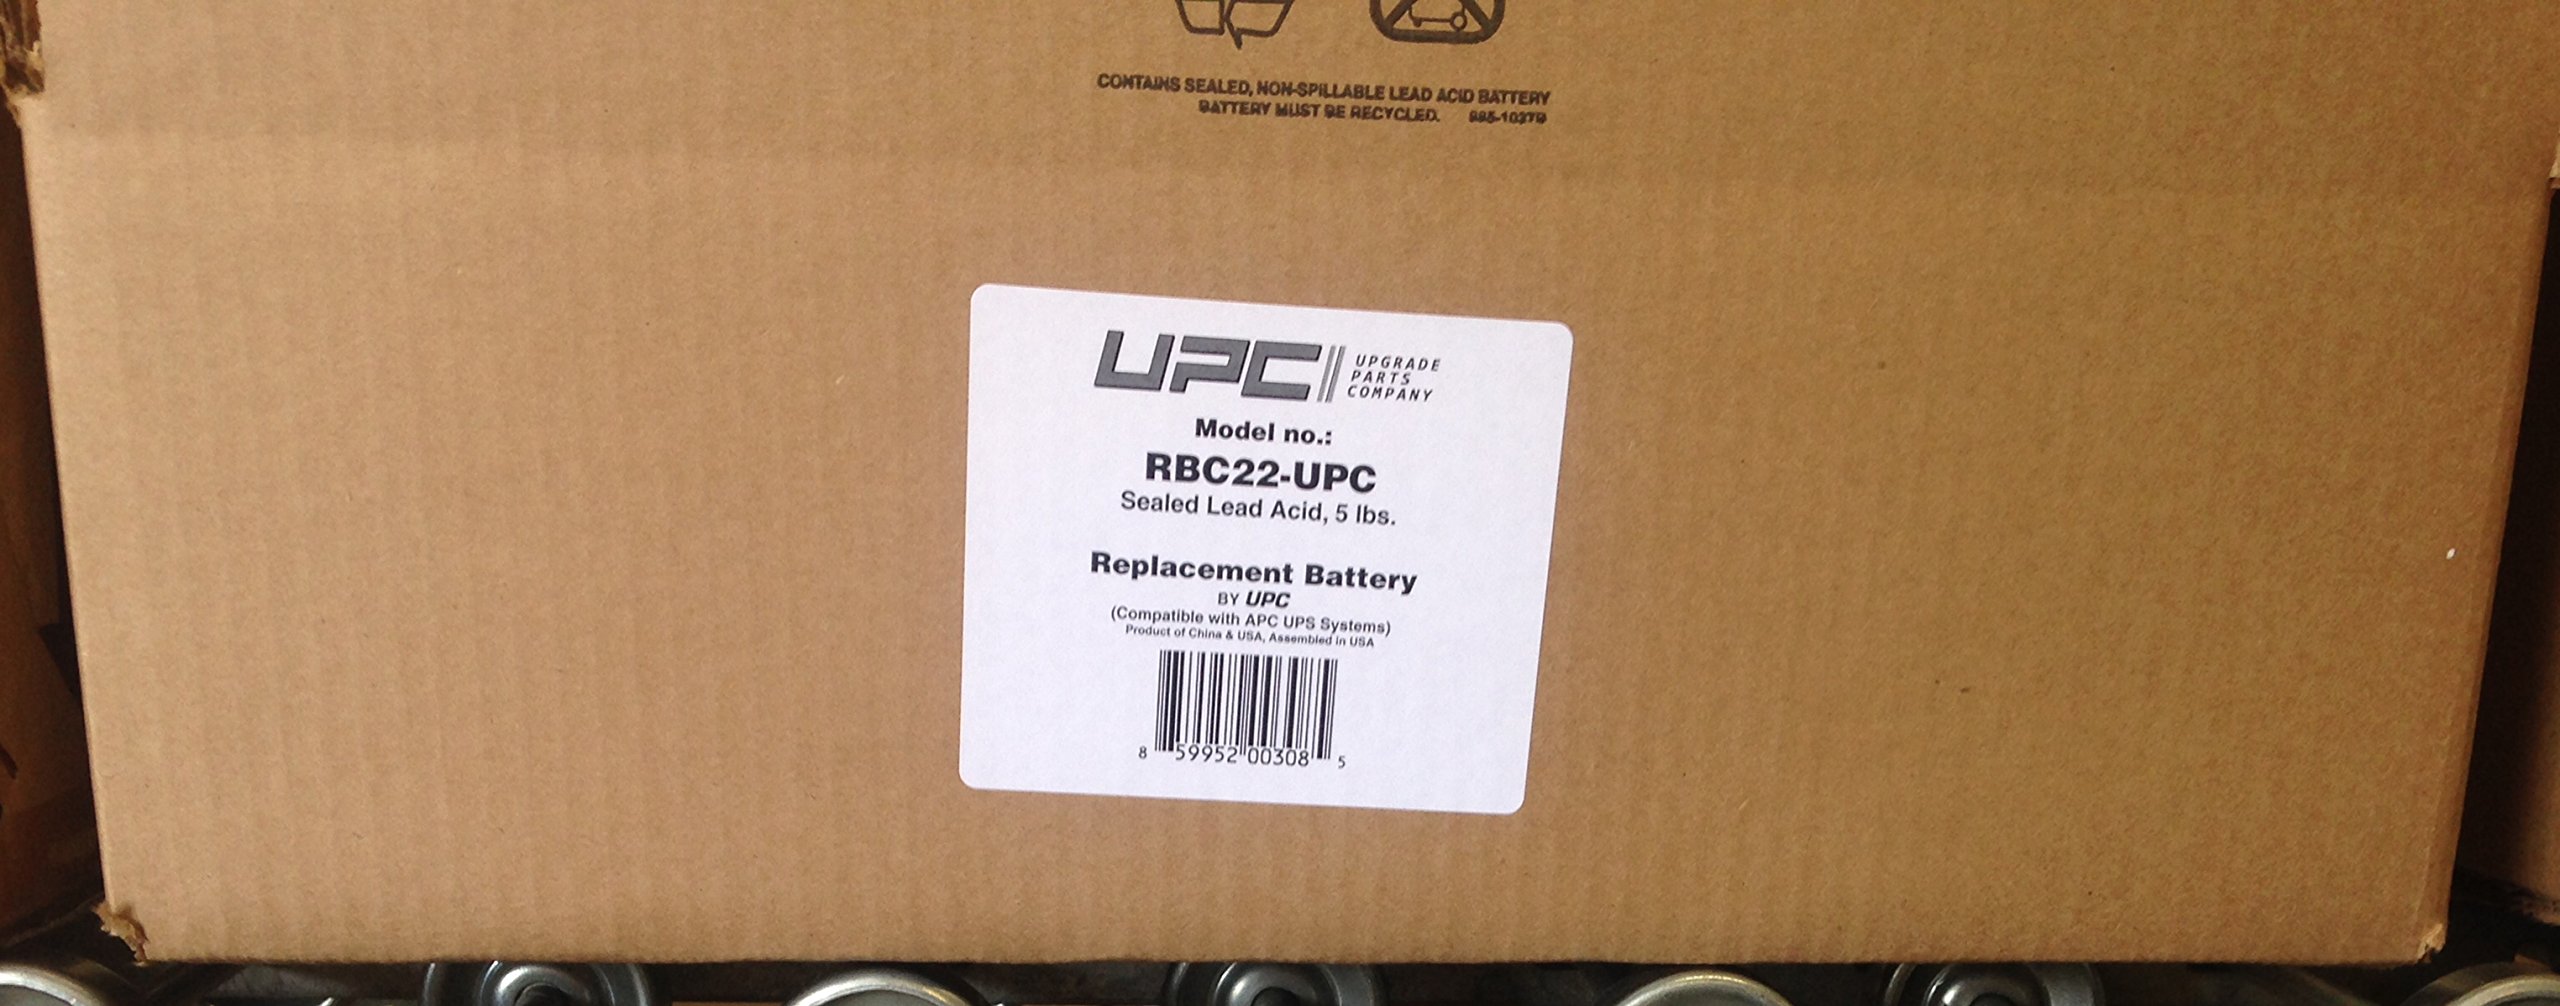 CONTAINS SEALED, NON-SPILLABLE LEAD ACID BATTERY
BATTERY MUST BE RECYCLED.
UPC
UPGRADE
PARTS
COMPANY
Model no.:
RBC22-UPC
Sealed Lead Acid, 5 lbs.
Replacement Battery
BY UPC
(Compatible with APC UPS Systems)
Product of China & USA, Assembled in USA
8 59952 00308 5